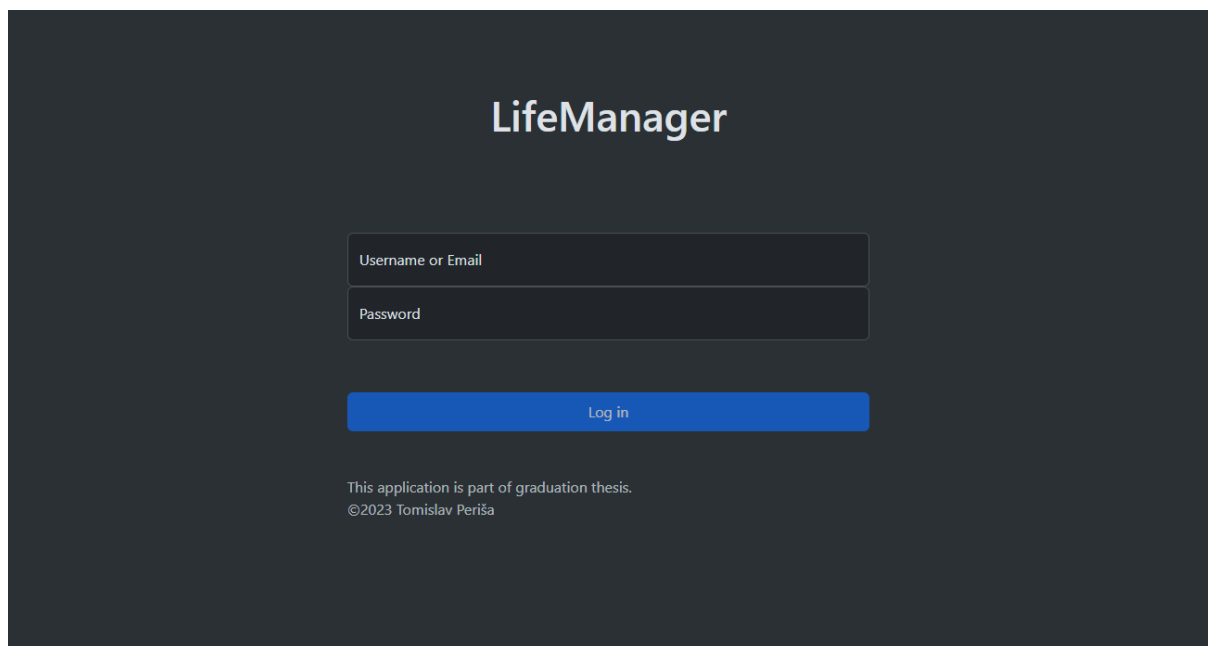 LifeManager
Username or Email
Password
Log in
This application is part of graduation thesis.
©2023 Tomislav Periša